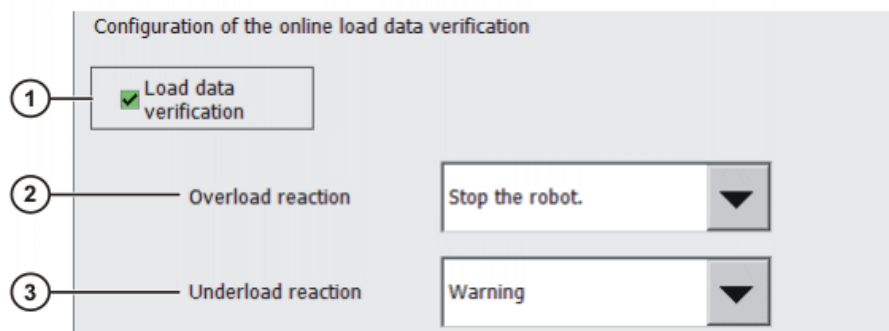 Configuration of the online load data verification
1 Load data
verification
2 Overload reaction Stop the robot.
3 Underload reaction Warning